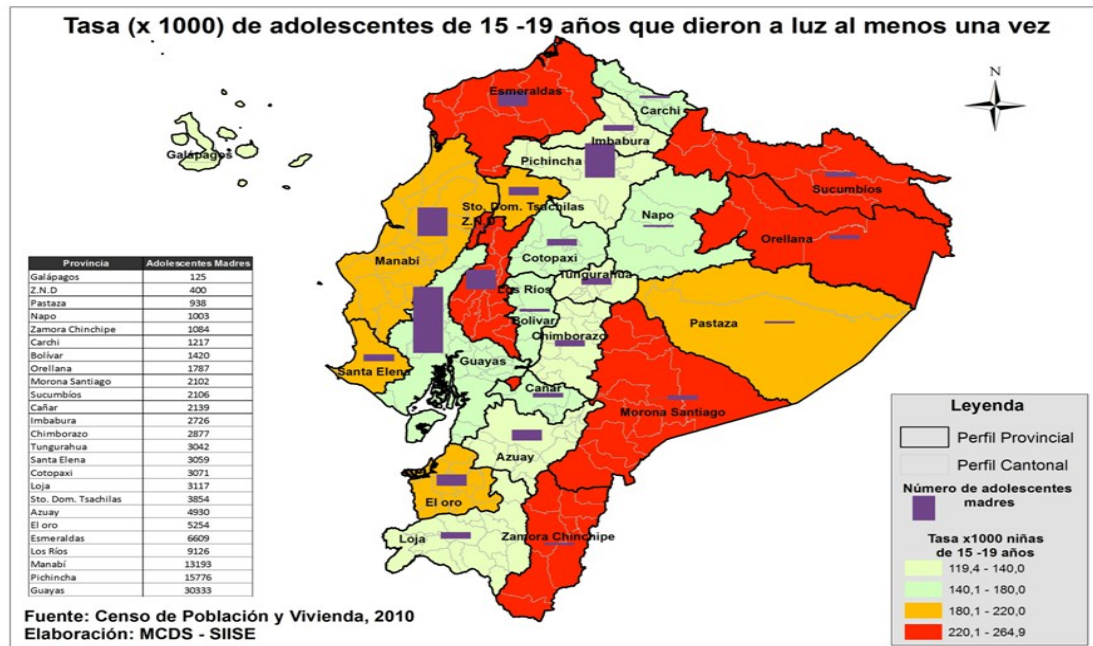 Tasa (x 1000) de adolescentes de 15 -19 años que dieron a luz al menos una vez
N
Esmeraldas
Carchi
Imbabura
Galápagos
Pichincha
Sucumbíos
Sto. Dom. Tsachilas
Napo
Z.N.D
Orellana
Manabí
Cotopaxi
Tungurahua
Los Ríos
Bolívar
Pastaza
Chimborazo
Guayas
Santa Elena
Cañar
Morona Santiago
Azuay
El oro
Loja
Zamora Chinchipe
Provincia Adolescentes Madres
Galápagos 125
Z.N.D 400
Pastaza 938
Napo 1003
Zamora Chinchipe 1084
Carchi 1217
Bolívar 1420
Orellana 1787
Morona Santiago 2102
Sucumbíos 2106
Cañar 2139
Imbabura 2726
Chimborazo 2877
Tungurahua 3042
Santa Elena 3059
Cotopaxi 3071
Loja 3117
Sto. Dom. Tsachilas 3854
Azuay 4930
El oro 5254
Esmeraldas 6609
Los Ríos 9126
Manabí 13193
Pichincha 15776
Guayas 30333
Leyenda
Perfil Provincial
Perfil Cantonal
Número de adolescentes
madres
Tasa x1000 niñas
de 15 -19 años
119,4 - 140,0
140,1 - 180,0
180,1 - 220,0
220,1 - 264,9
Fuente: Censo de Población y Vivienda, 2010
Elaboración: MCDS - SIISE